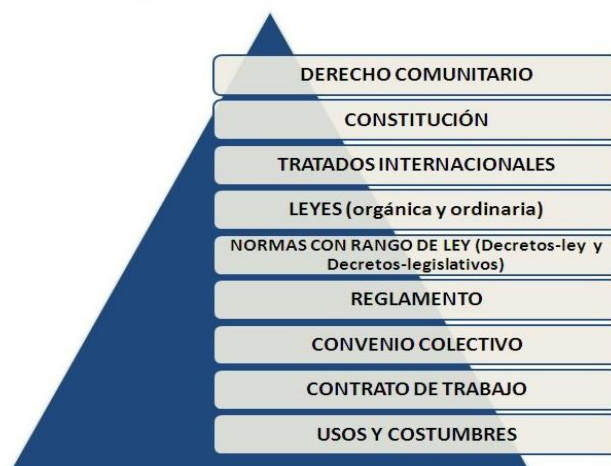 DERECHO COMUNITARIO
CONSTITUCIÓN
TRATADOS INTERNACIONALES
LEYES (orgánica y ordinaria)
NORMAS CON RANGO DE LEY (Decretos-ley y
Decretos-legislativos)
REGLAMENTO
CONVENIO COLECTIVO
CONTRATO DE TRABAJO
USOS Y COSTUMBRES